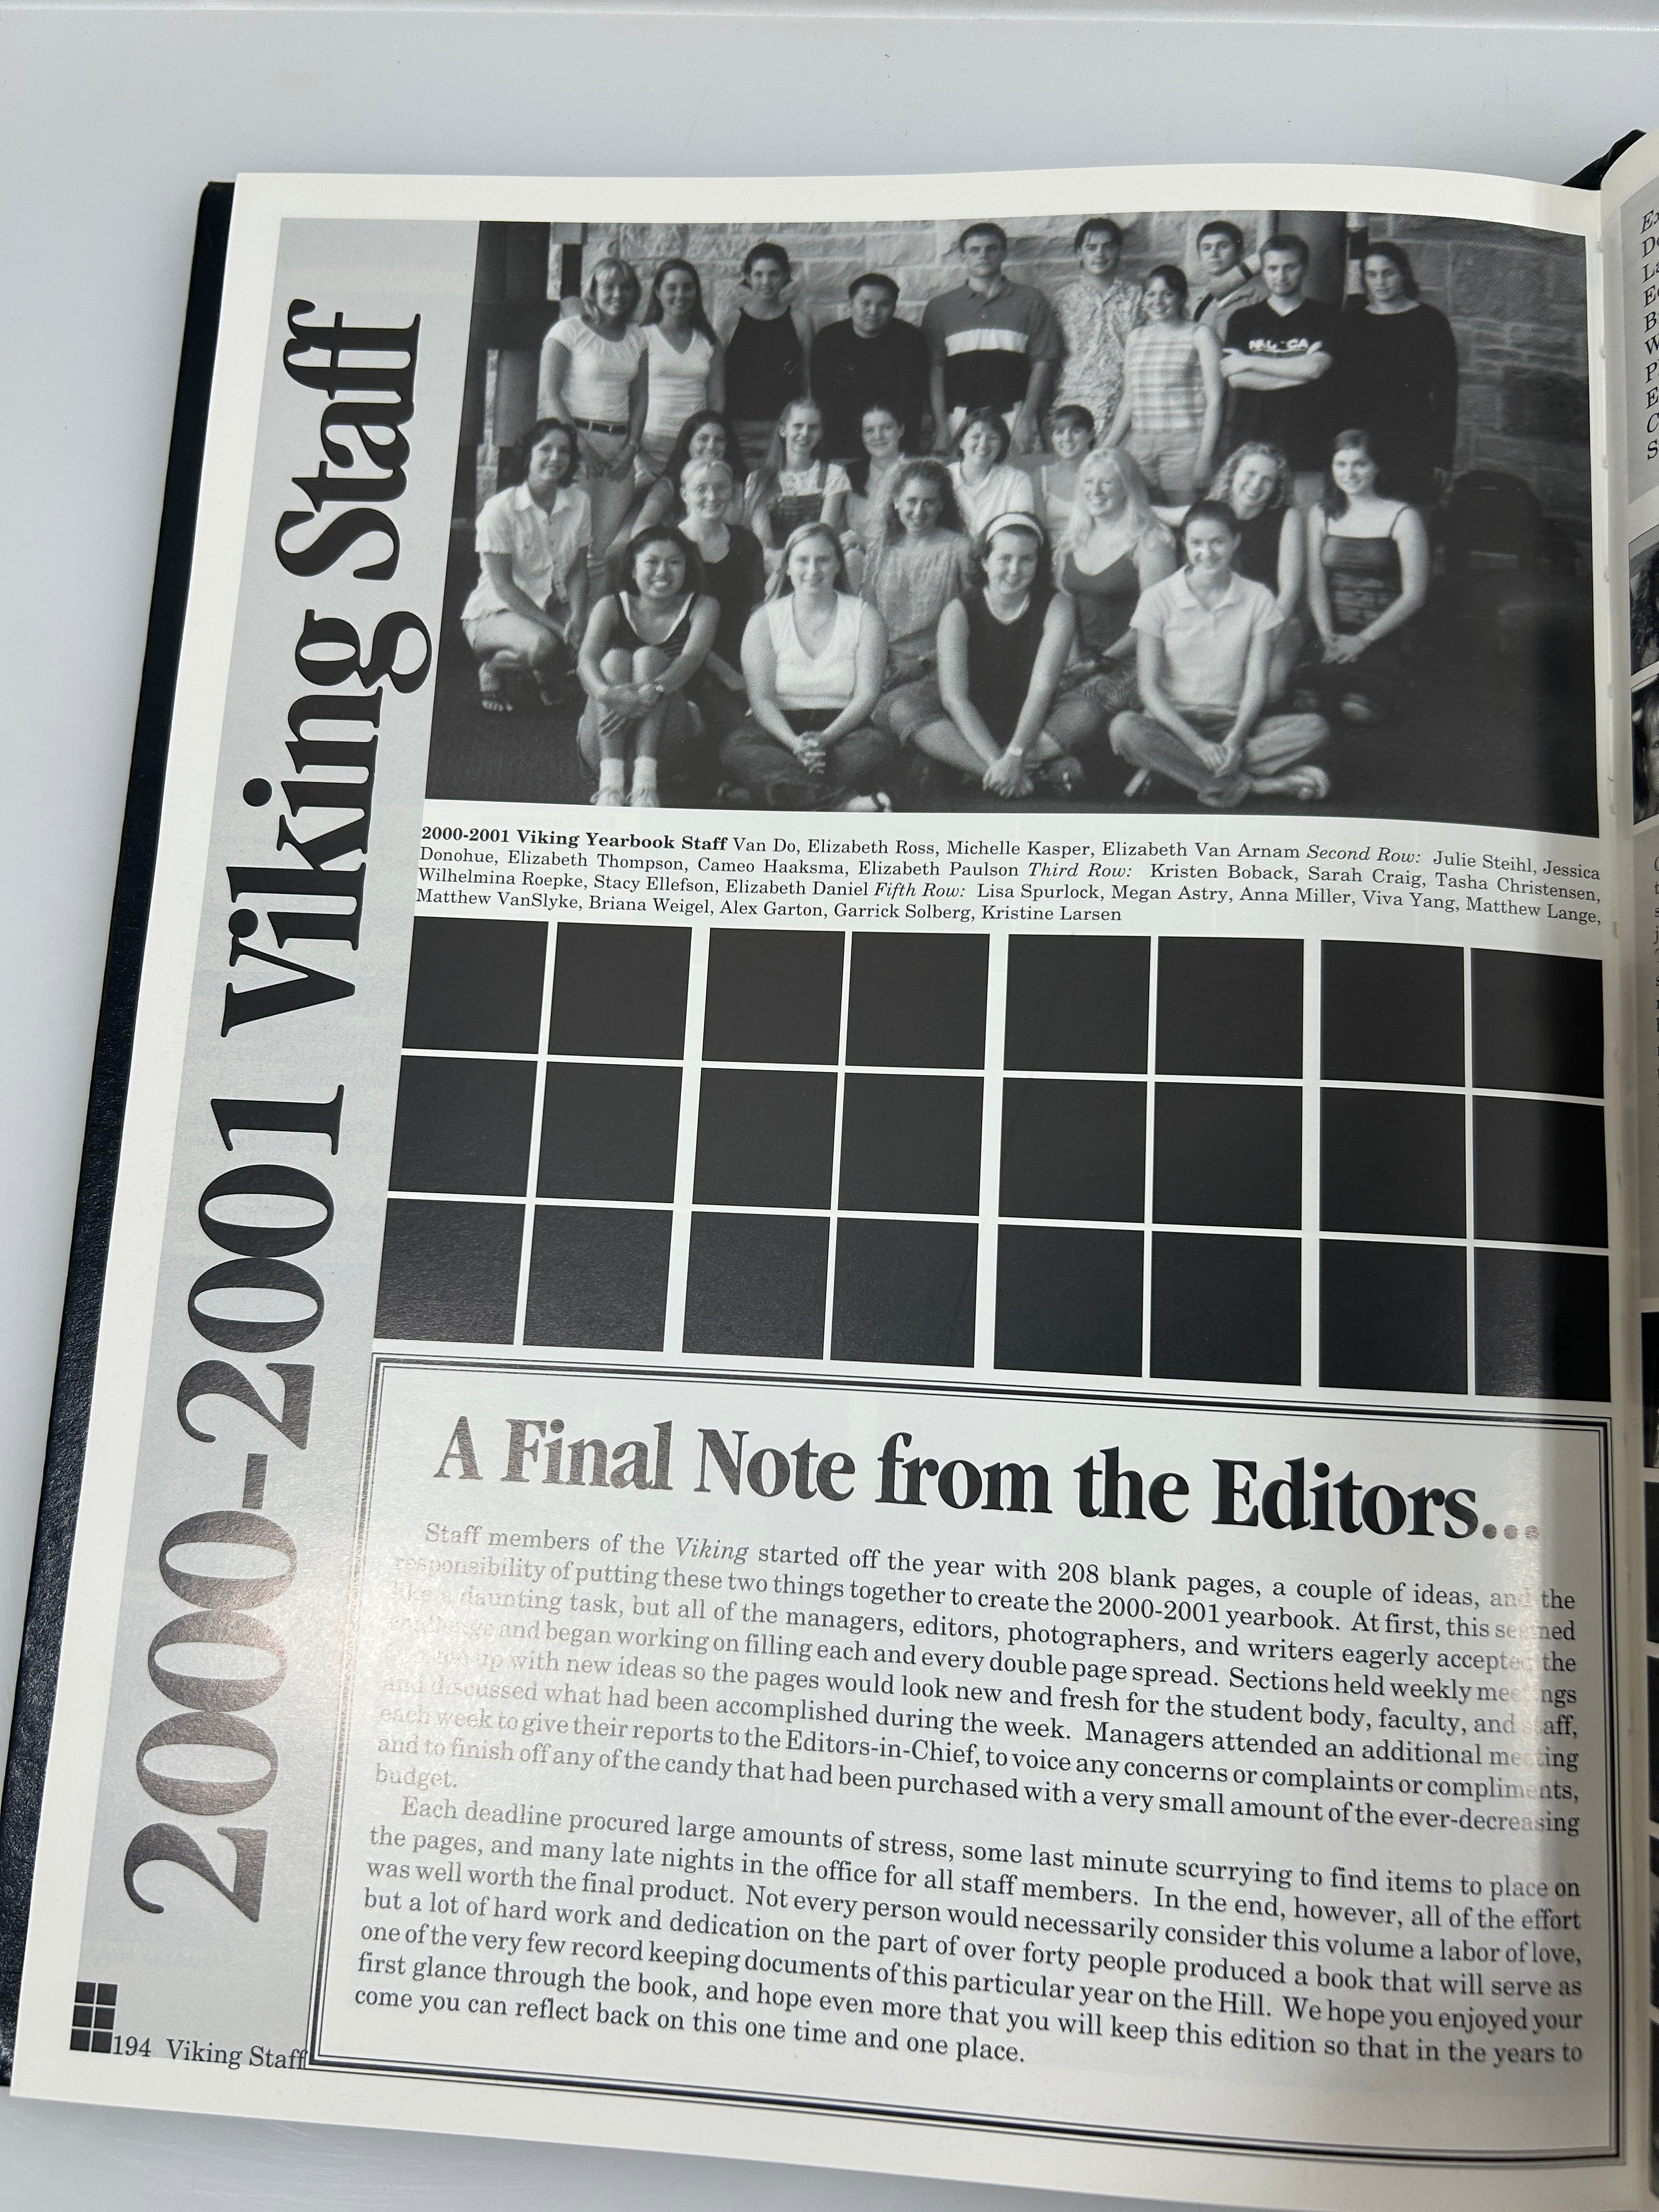 2000-2001 Viking Staff
NAUTICA
2000-2001 Viking Yearbook Staff Van Do, Elizabeth Ross, Michelle Kasper, Elizabeth Van Arnam Second Row: Julie Steihl, Jessica
Donohue, Elizabeth Thompson, Cameo Haaksma, Elizabeth Paulson Third Row: Kristen Boback, Sarah Craig, Tasha Christensen,
Wilhelmina Roepke, Stacy Ellefson, Elizabeth Daniel Fifth Row: Lisa Spurlock, Megan Astry, Anna Miller, Viva Yang, Matthew Lange,
Matthew VanSlyke, Briana Weigel, Alex Garton, Garrick Solberg, Kristine Larsen
A Final Note from the Editors...
Staff members of the Viking started off the year with 208 blank pages, a couple of ideas, and the
responsibility of putting these two things together to create the 2000-2001 yearbook. At first, this seemed
like a daunting task, but all of the managers, editors, photographers, and writers eagerly accepted the
challenge and began working on filling each and every double page spread. Sections held weekly meetings
up with new ideas so the pages would look new and fresh for the student body, faculty, and staff,
and discussed what had been accomplished during the week. Managers attended an additional meeting
each week to give their reports to the Editors-in-Chief, to voice any concerns or complaints or compliments,
and to finish off any of the candy that had been purchased with a very small amount of the ever-decreasing
budget.
Each deadline procured large amounts of stress, some last minute scurrying to find items to place on
the pages, and many late nights in the office for all staff members. In the end, however, all of the effort
was well worth the final product. Not every person would necessarily consider this volume a labor of love,
but a lot of hard work and dedication on the part of over forty people produced a book that will serve as
one of the very few record keeping documents of this particular year on the Hill. We hope you enjoyed your
first glance through the book, and hope even more that you will keep this edition so that in the years to
come you can reflect back on this one time and one place.
194 Viking Staff